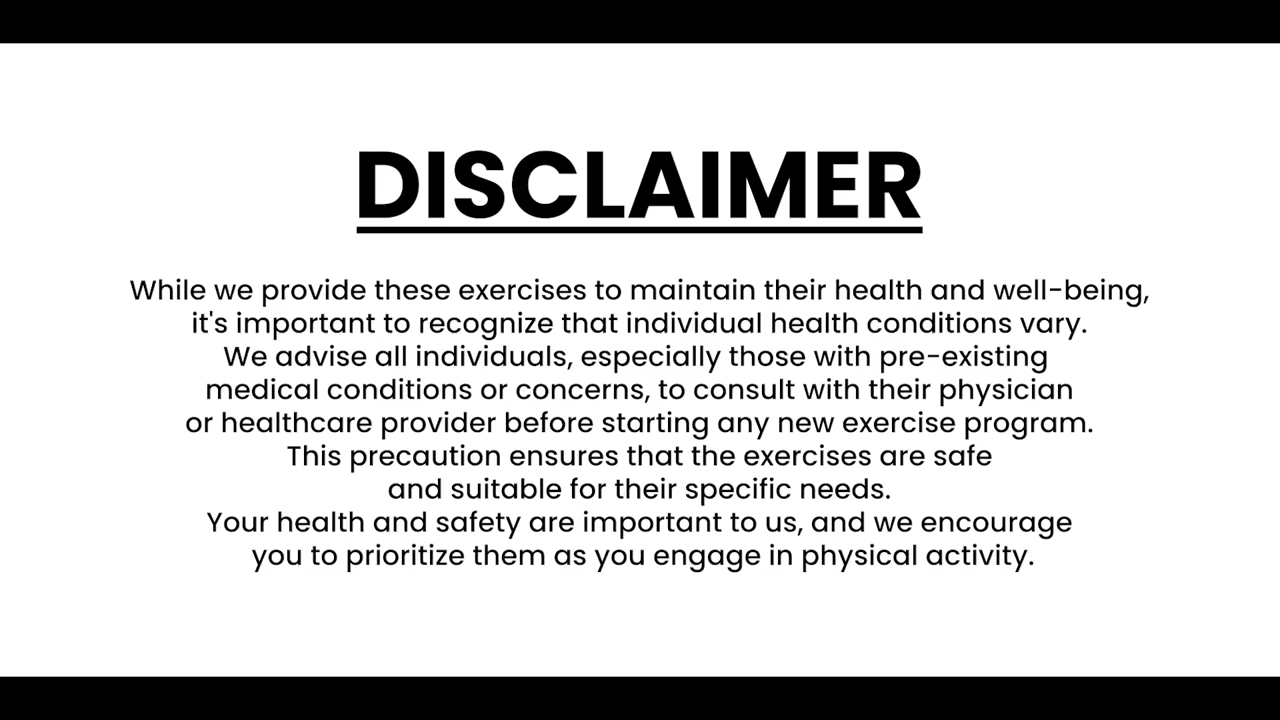 DISCLAIMER
While we provide these exercises to maintain their health and well-being,
it's important to recognize that individual health conditions vary.
We advise all individuals, especially those with pre-existing
medical conditions or concerns, to consult with their physician
or healthcare provider before starting any new exercise program.
This precaution ensures that the exercises are safe
and suitable for their specific needs.
Your health and safety are important to us, and we encourage
you to prioritize them as you engage in physical activity.